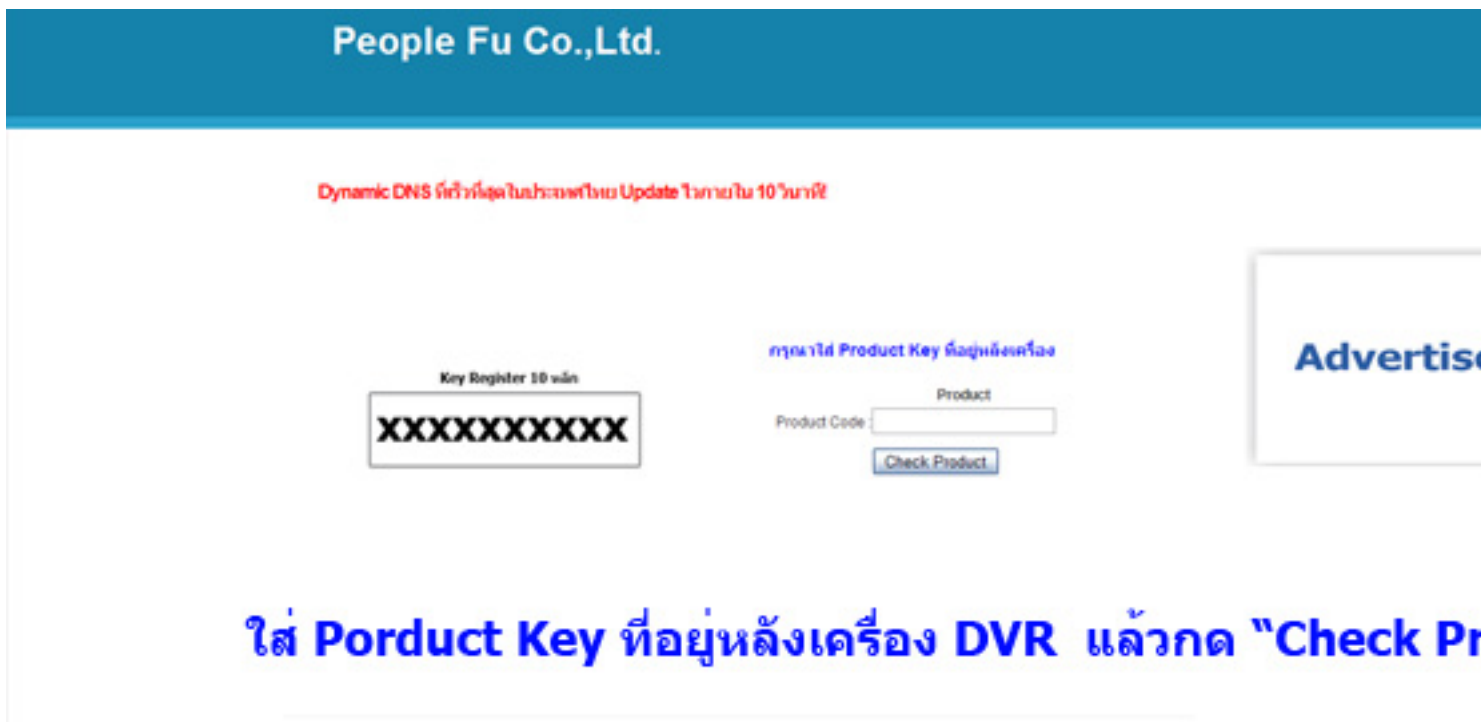 People Fu Co.,Ltd.
Dynamic DNS ที่เร็วที่สุดในประเทศไทย Update ไวภายใน 10 วินาที!
กรุณาใส่ Product Key ที่อยู่หลังเครื่อง
Key Register 10 หลัก
XXXXXXXXXX
Product
Product Code :
Check Product
Advertis
ใส่ Porduct Key ที่อยู่หลังเครื่อง DVR แล้วกด “Check Pr